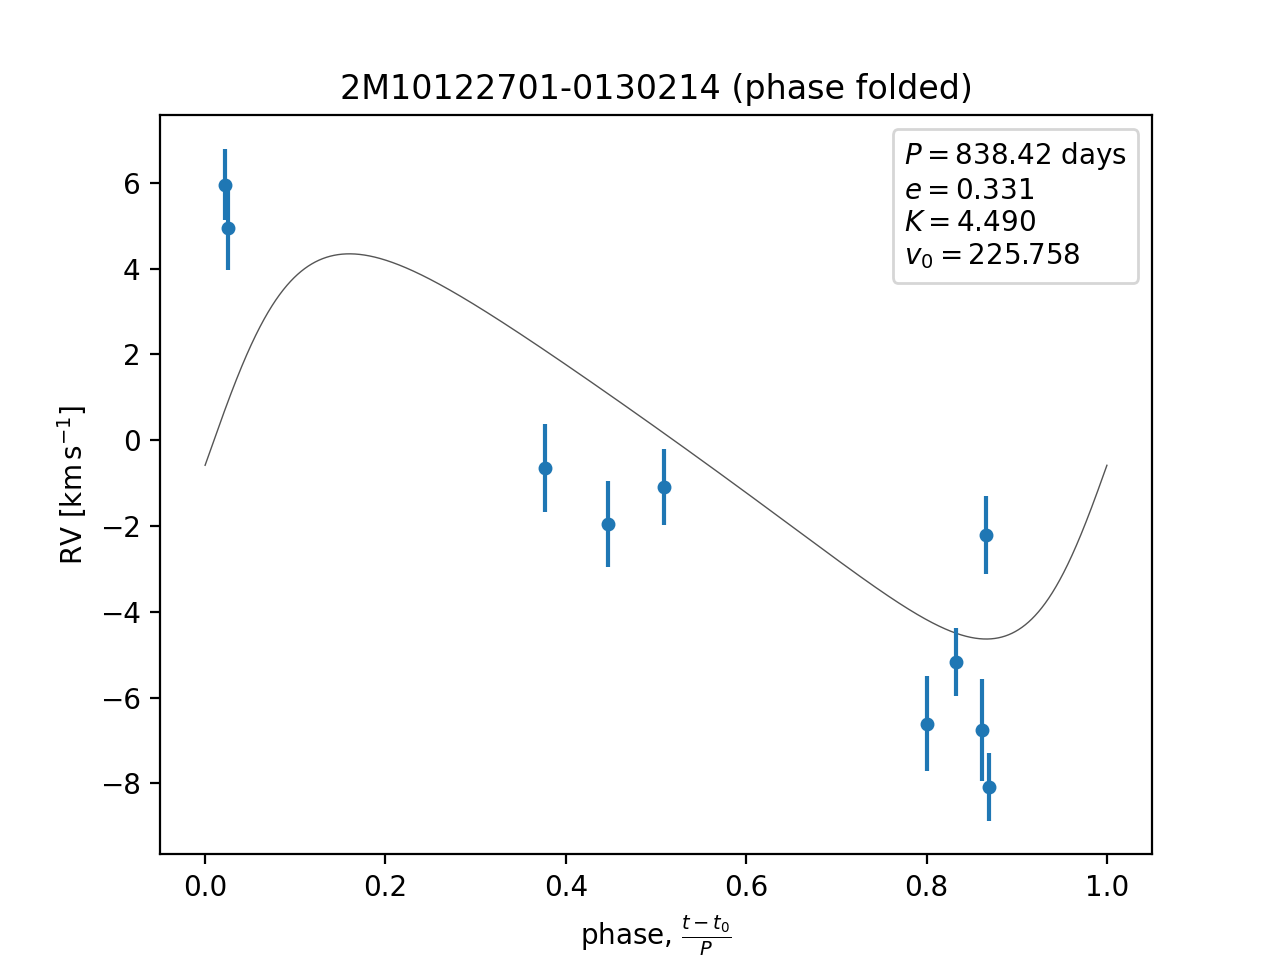 2M10122701-0130214 (phase folded)
P = 838.42 days
e = 0.331
K = 4.490
v₀ = 225.758
6
4
2
0
−2
−4
−6
−8
RV [km s⁻¹]
0.0 0.2 0.4 0.6 0.8 1.0
phase, (t − t₀)/P